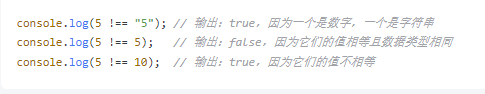 console.log(5 !== "5"); // 输出：true，因为一个是数字，一个是字符串
console.log(5 !== 5);   // 输出：false，因为它们的值相等且数据类型相同
console.log(5 !== 10);  // 输出：true，因为它们的值不相等